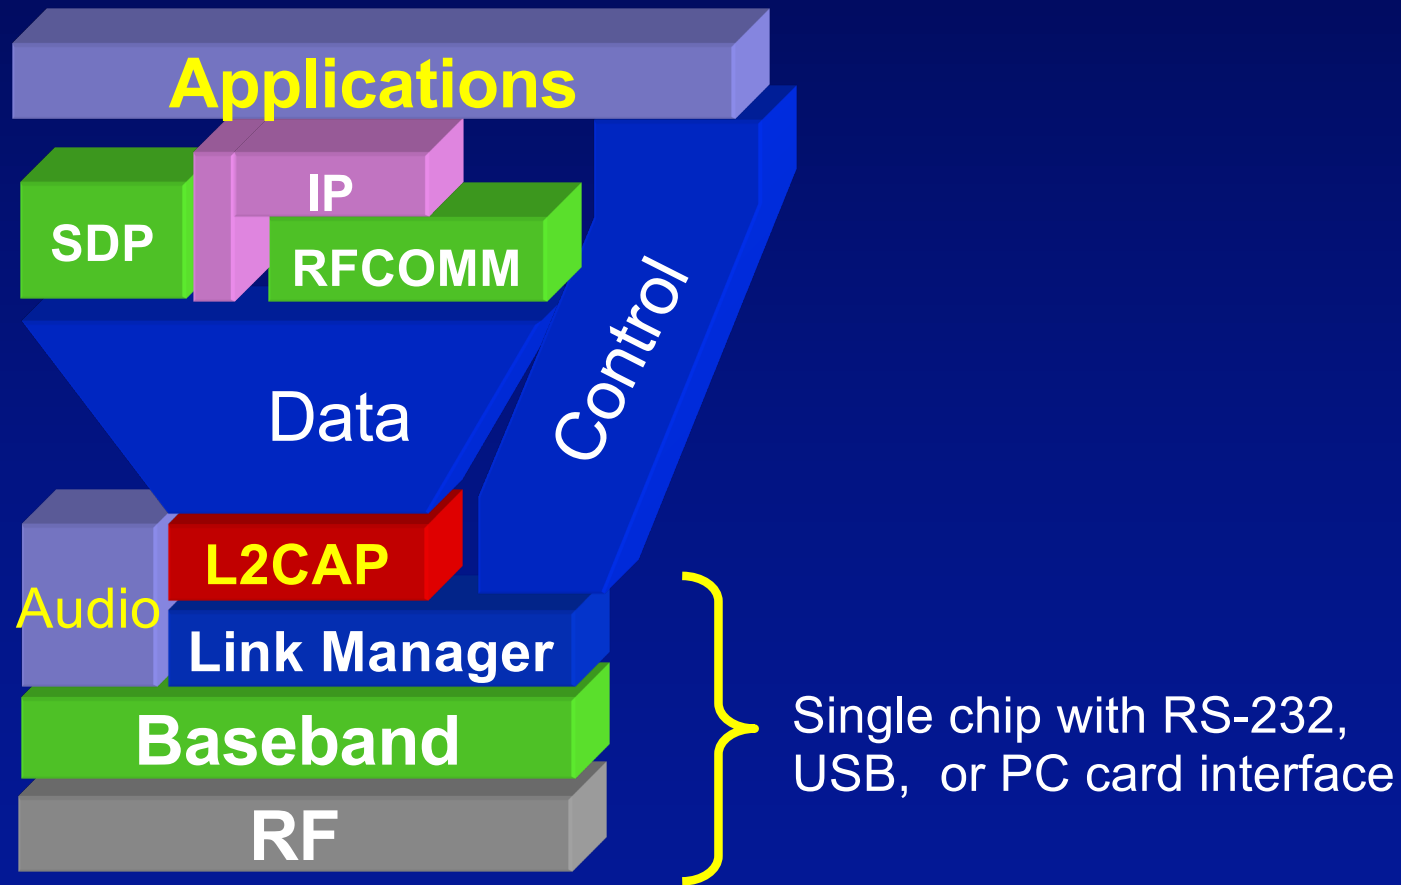 Applications
IP
SDP
RFCOMM
Control
Data
L2CAP
Audio
Link Manager
Baseband
Single chip with RS-232,
USB, or PC card interface
RF